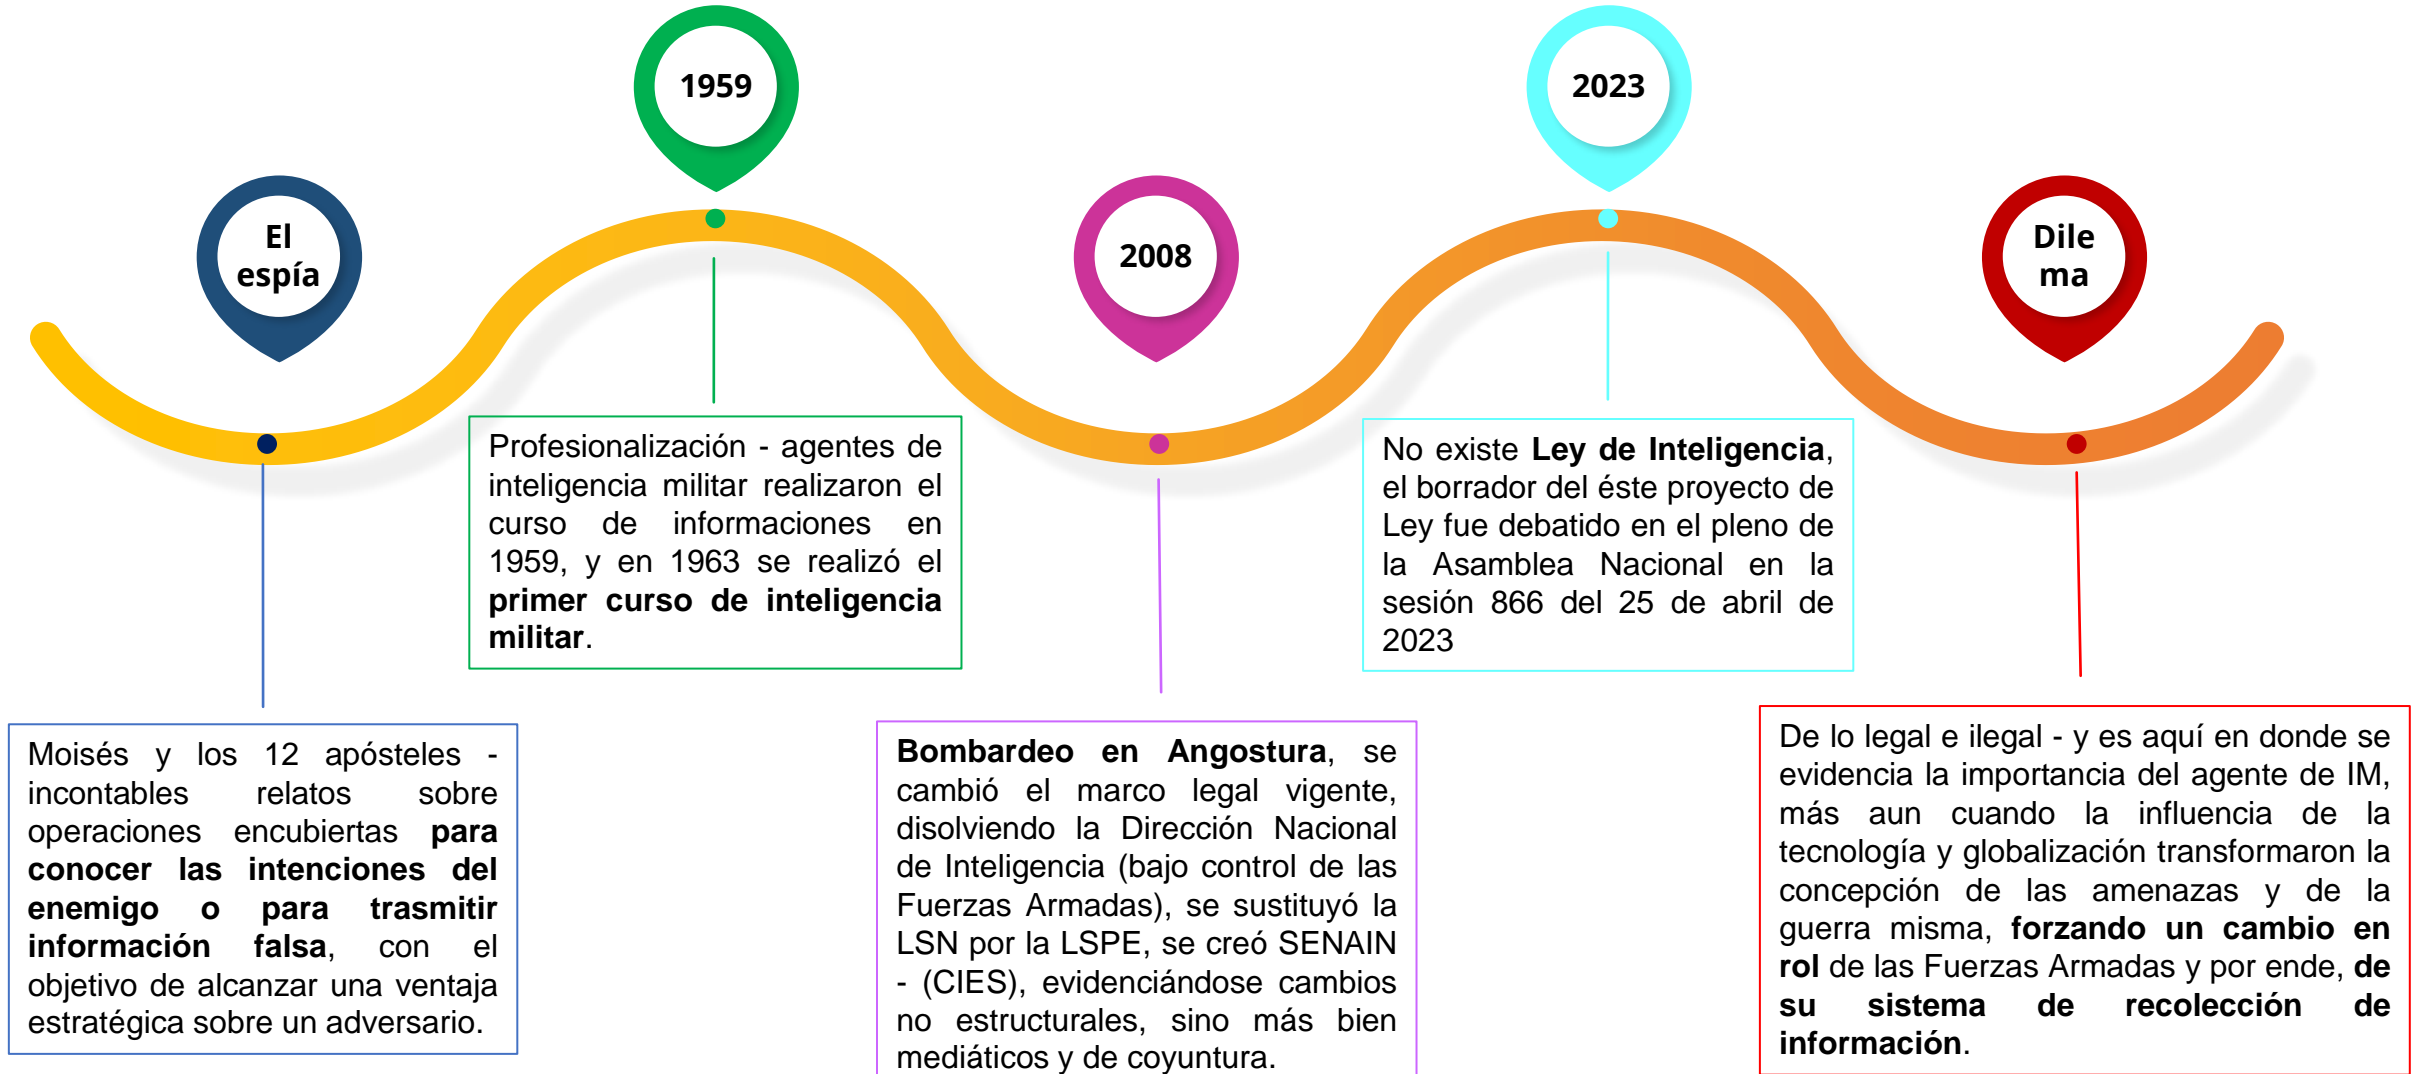 El
espía
Moisés y los 12 apósteles -
incontables relatos sobre
operaciones encubiertas para
conocer las intenciones del
enemigo o para trasmitir
información falsa, con el
objetivo de alcanzar una ventaja
estratégica sobre un adversario.
1959
Profesionalización - agentes de
inteligencia militar realizaron el
curso de informaciones en
1959, y en 1963 se realizó el
primer curso de inteligencia
militar.
2008
Bombardeo en Angostura, se
cambió el marco legal vigente,
disolviendo la Dirección Nacional
de Inteligencia (bajo control de las
Fuerzas Armadas), se sustituyó la
LSN por la LSPE, se creó SENAIN
- (CIES), evidenciándose cambios
no estructurales, sino más bien
mediáticos y de coyuntura.
2023
No existe Ley de Inteligencia,
el borrador del éste proyecto de
Ley fue debatido en el pleno de
la Asamblea Nacional en la
sesión 866 del 25 de abril de
2023
Dile
ma
De lo legal e ilegal - y es aquí en donde se
evidencia la importancia del agente de IM,
más aun cuando la influencia de la
tecnología y globalización transformaron la
concepción de las amenazas y de la
guerra misma, forzando un cambio en
rol de las Fuerzas Armadas y por ende, de
su sistema de recolección de
información.